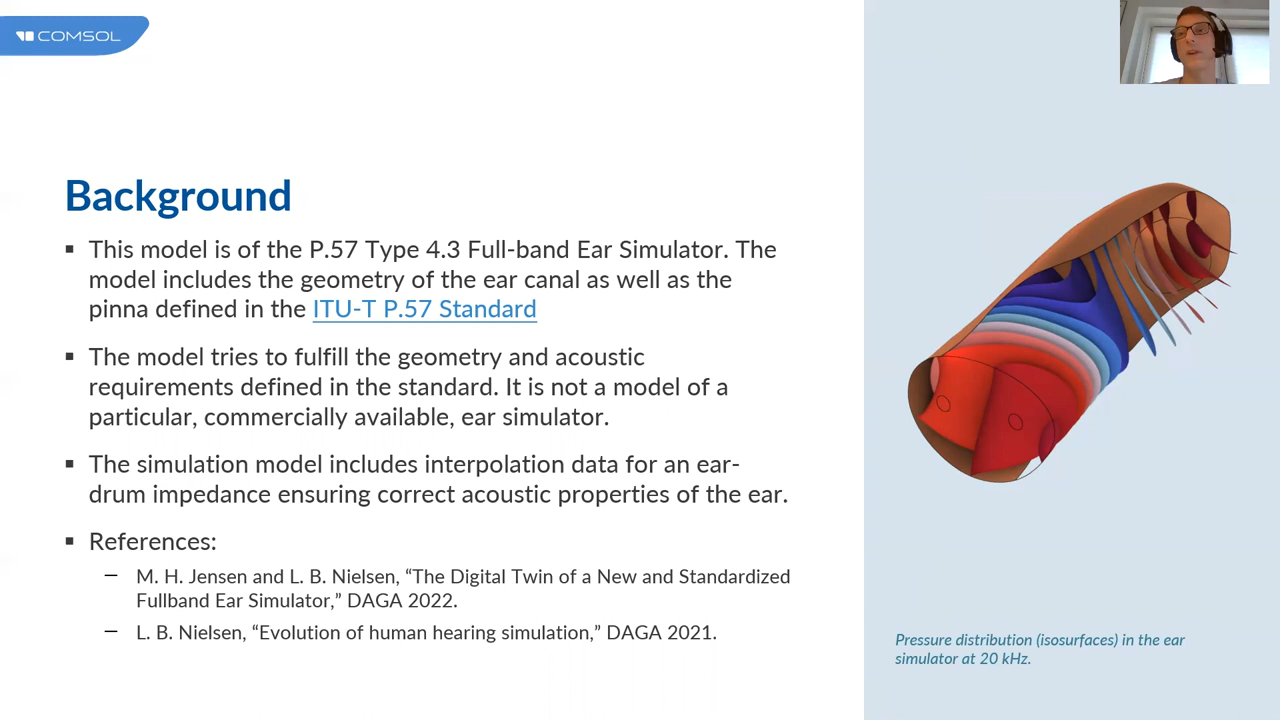 COMSOL
Background
▪ This model is of the P.57 Type 4.3 Full-band Ear Simulator. The
model includes the geometry of the ear canal as well as the
pinna defined in the ITU-T P.57 Standard
▪ The model tries to fulfill the geometry and acoustic
requirements defined in the standard. It is not a model of a
particular, commercially available, ear simulator.
▪ The simulation model includes interpolation data for an ear-
drum impedance ensuring correct acoustic properties of the ear.
▪ References:
– M. H. Jensen and L. B. Nielsen, “The Digital Twin of a New and Standardized
Fullband Ear Simulator,” DAGA 2022.
– L. B. Nielsen, “Evolution of human hearing simulation,” DAGA 2021.
Pressure distribution (isosurfaces) in the ear
simulator at 20 kHz.